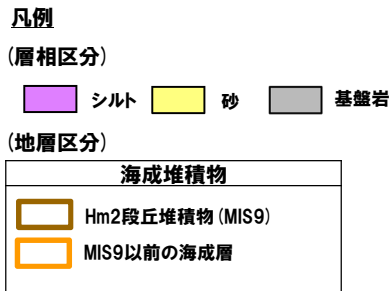 凡例
(層相区分)
シルト 砂 基盤岩
(地層区分)
海成堆積物
Hm2段丘堆積物(MIS9)
MIS9以前の海成層